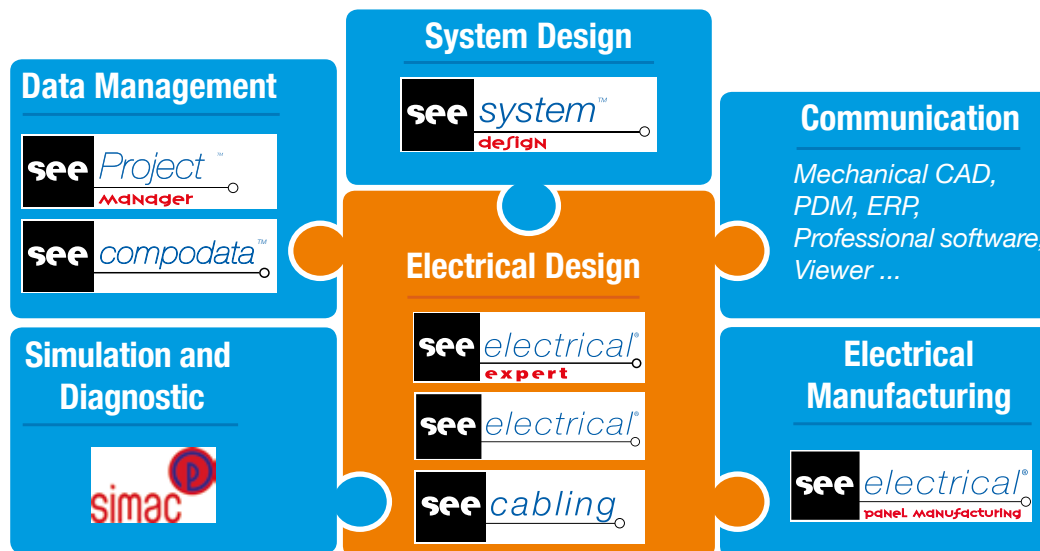 System Design
see system™
design
Data Management
see Project™
manager
see compodata™
Communication
Mechanical CAD,
PDM, ERP,
Professional software,
Viewer ...
Electrical Design
see electrical®
expert
see electrical®
see cabling
Simulation and
Diagnostic
simac
Electrical
Manufacturing
see electrical®
panel manufacturing